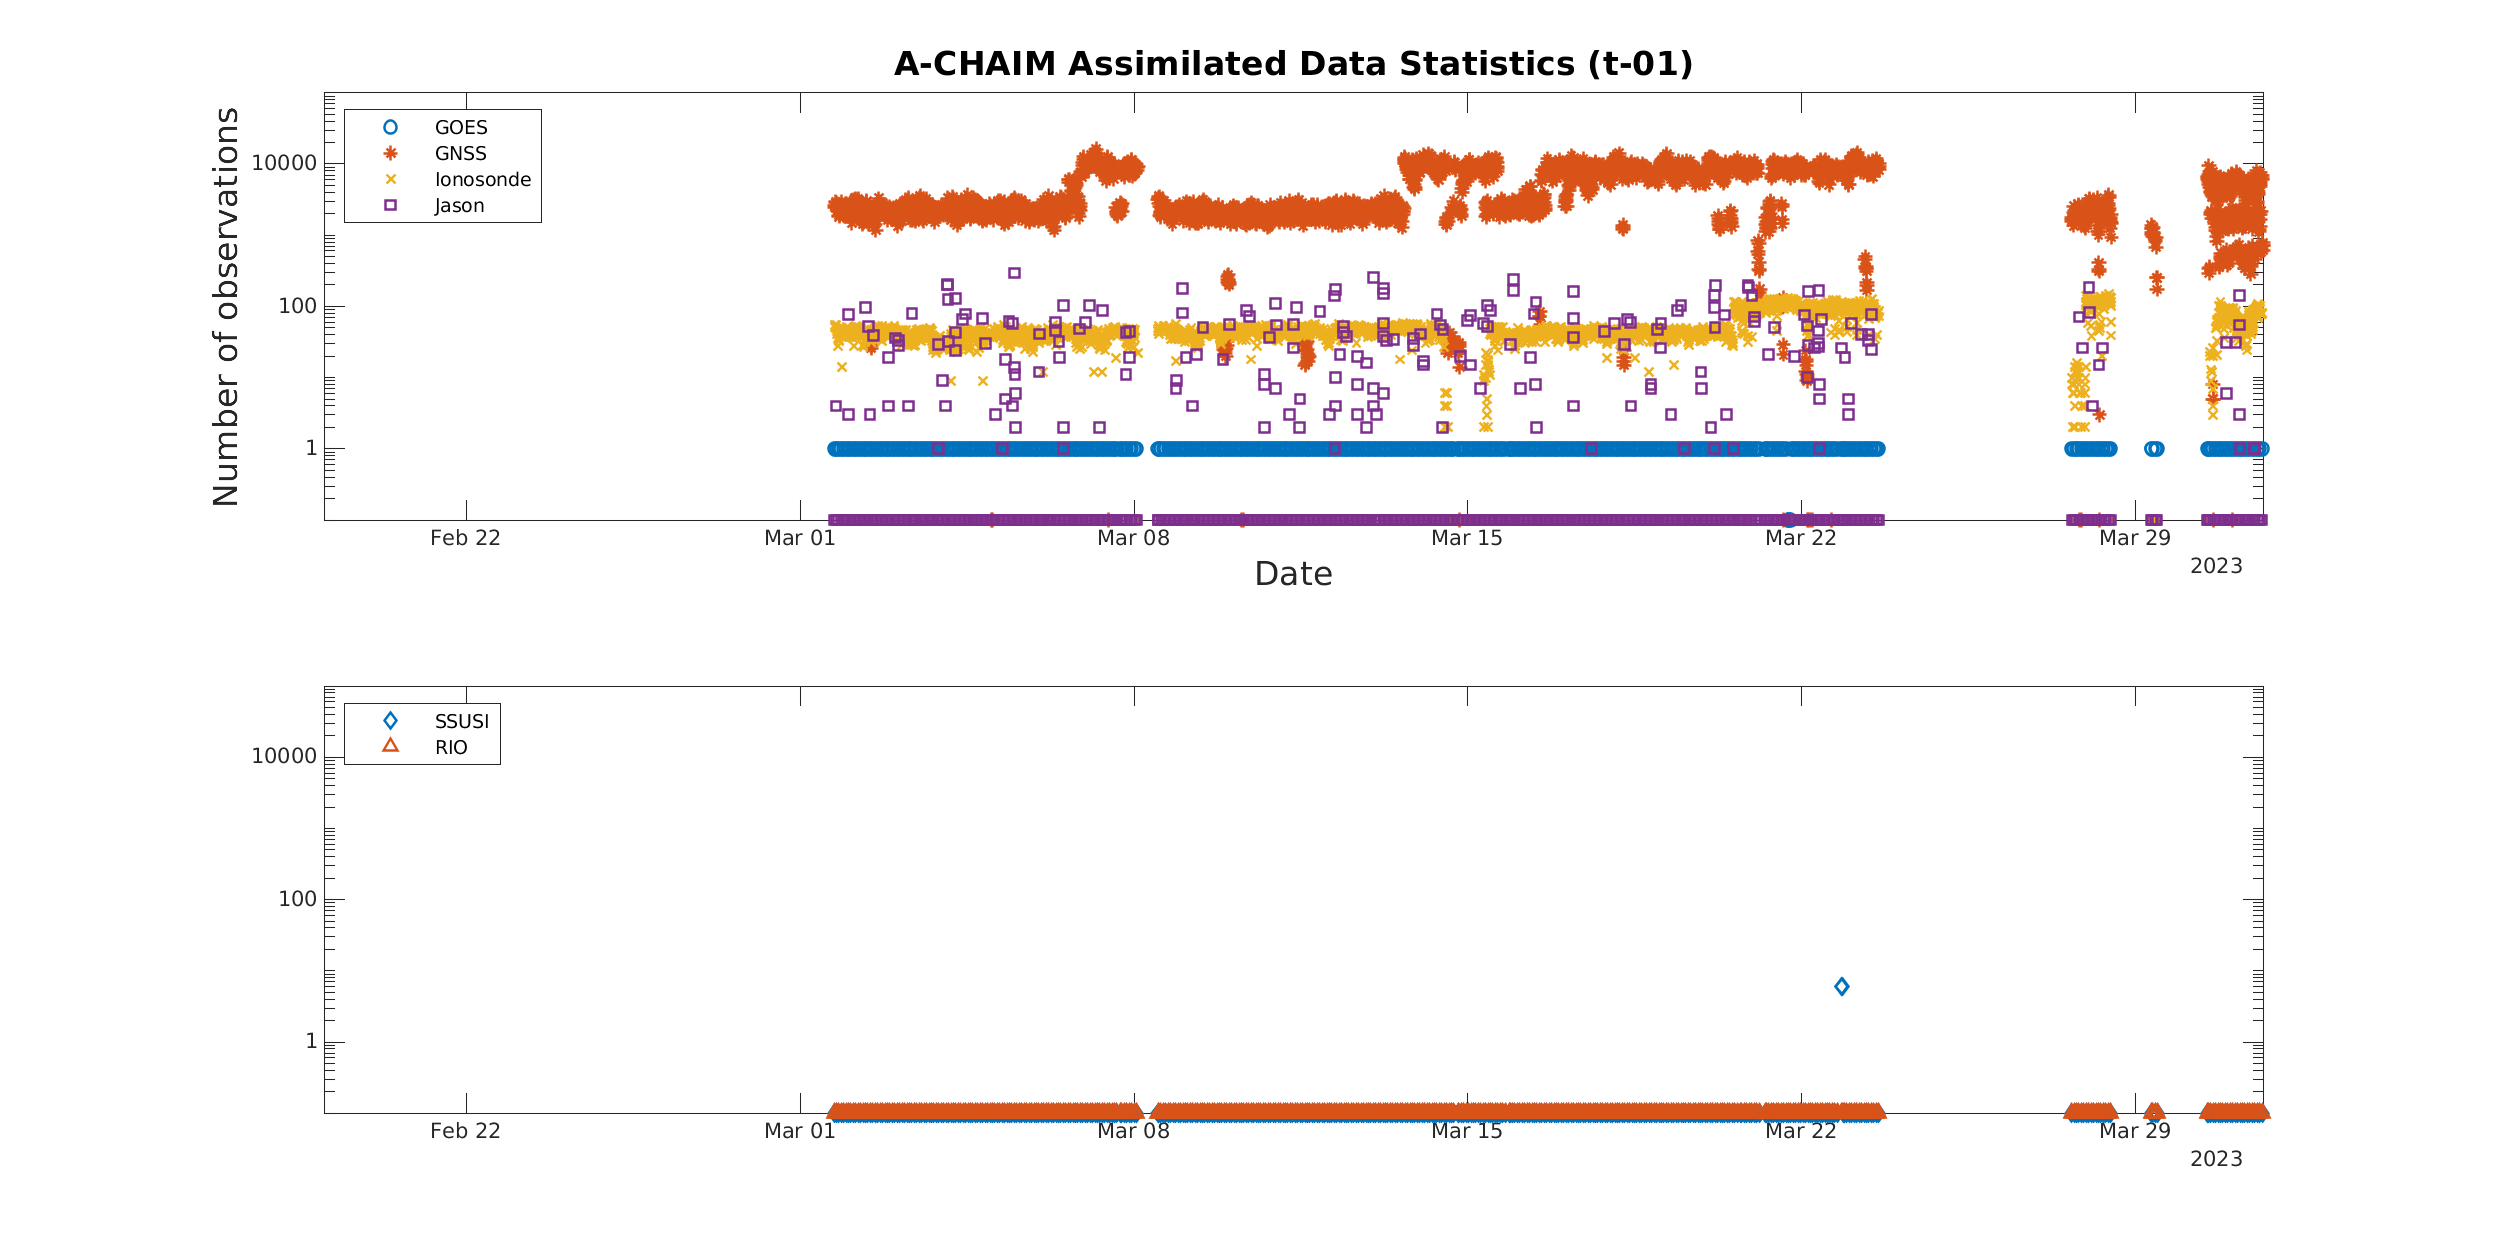 A-CHAIM Assimilated Data Statistics (t-01)
Number of observations
10000
100
1
GOES
GNSS
Ionosonde
Jason
Feb 22
Mar 01
Mar 08
Mar 15
Mar 22
Mar 29
2023
Date
10000
100
1
SSUSI
RIO
Feb 22
Mar 01
Mar 08
Mar 15
Mar 22
Mar 29
2023